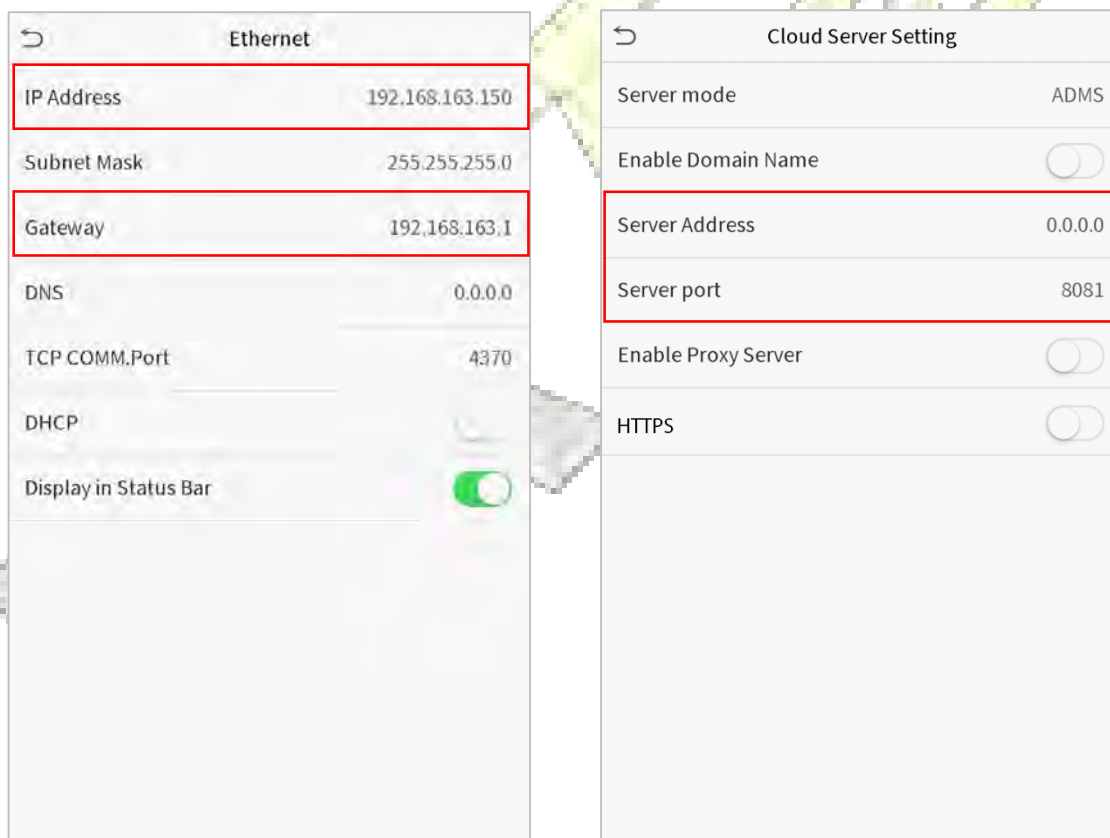 Ethernet
IP Address 192.168.163.150
Subnet Mask 255.255.255.0
Gateway 192.168.163.1
DNS 0.0.0.0
TCP COMM.Port 4370
DHCP
Display in Status Bar
Cloud Server Setting
Server mode ADMS
Enable Domain Name
Server Address 0.0.0.0
Server port 8081
Enable Proxy Server
HTTPS